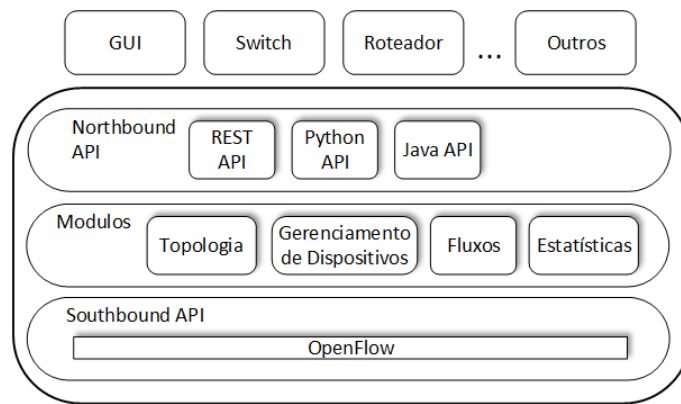 GUI
Switch
Roteador
...
Outros
Northbound
API
REST
API
Python
API
Java API
Modulos
Topologia
Gerenciamento
de Dispositivos
Fluxos
Estatísticas
Southbound API
OpenFlow